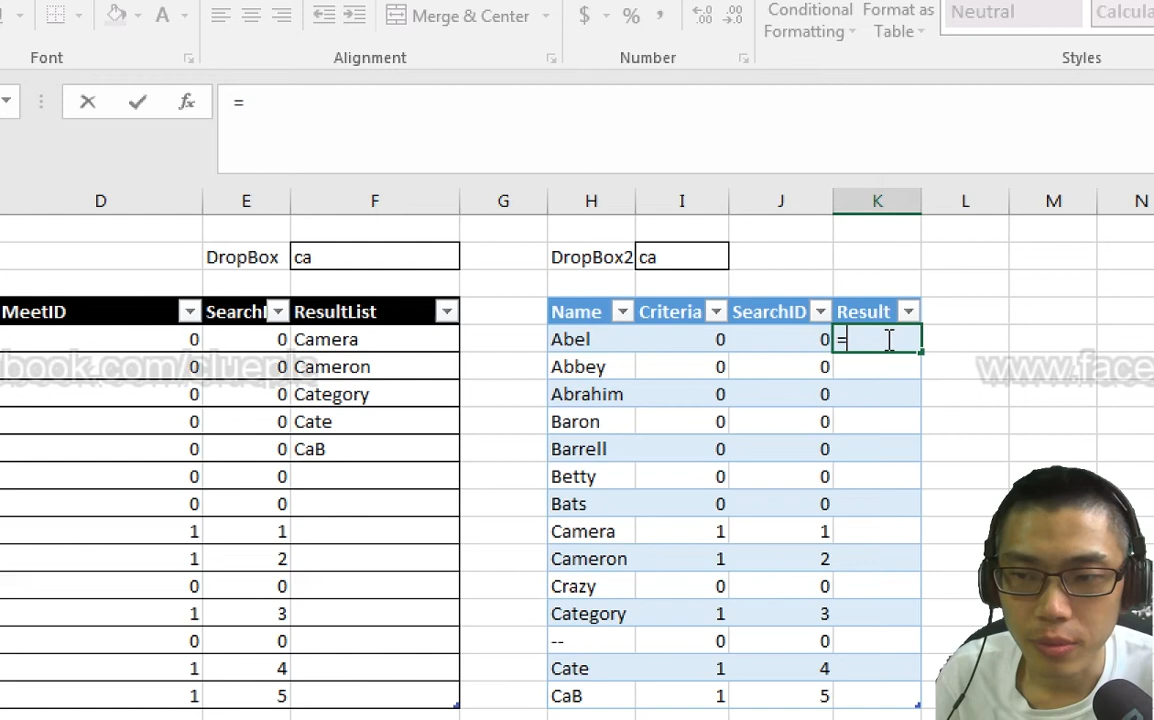 A
Merge & Center
$ % ,
Conditional Formatting
Format as Table
Neutral
Font
Alignment
Number
Styles
fx =
D E F G H I J K L M N
DropBox ca DropBox2 ca
MeetID ResultList Name Criteria SearchID Result
0 0 Camera Abel 0 0 =
0 0 Cameron Abbey 0 0
0 0 Category Abrahim 0 0
0 0 Cate Baron 0 0
0 0 CaB Barrell 0 0
0 0 Betty 0 0
0 0 Bats 0 0
1 1 Camera 1 1
1 2 Cameron 1 2
0 0 Crazy 0 0
1 3 Category 1 3
0 0 -- 0 0
1 4 Cate 1 4
1 5 CaB 1 5